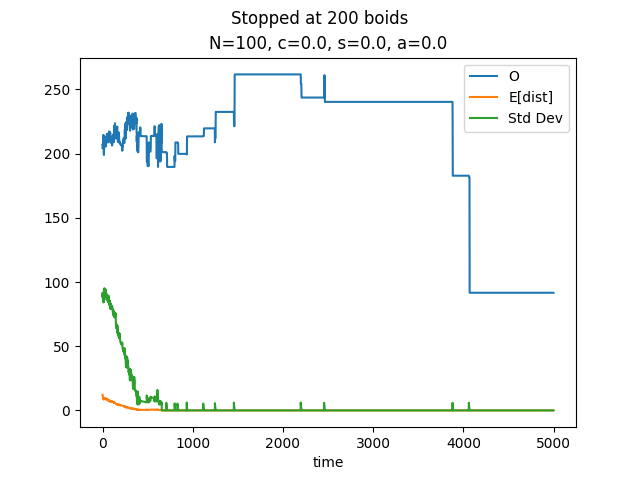 Stopped at 200 boids
N=100, c=0.0, s=0.0, a=0.0
O
E[dist]
Std Dev
250
200
150
100
50
0
0 1000 2000 3000 4000 5000
time